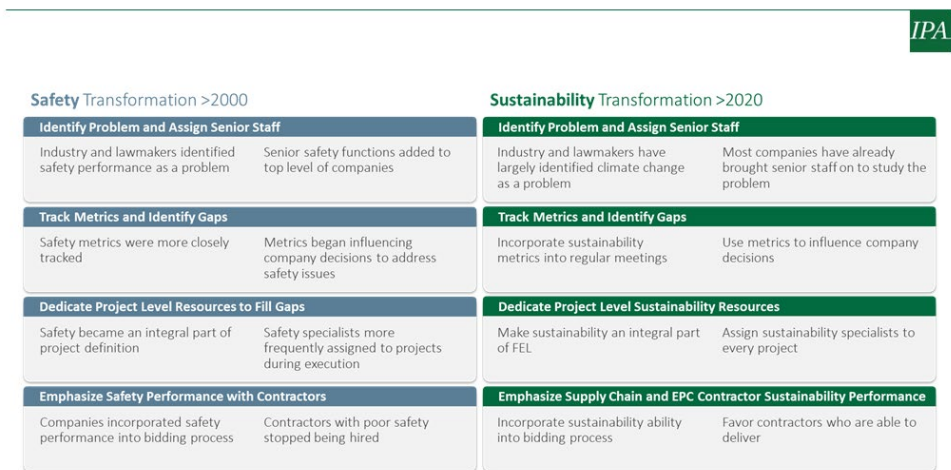 IPA
Safety Transformation >2000
Identify Problem and Assign Senior Staff
Industry and lawmakers identified
safety performance as a problem
Senior safety functions added to
top level of companies
Track Metrics and Identify Gaps
Safety metrics were more closely
tracked
Metrics began influencing
company decisions to address
safety issues
Dedicate Project Level Resources to Fill Gaps
Safety became an integral part of
project definition
Safety specialists more
frequently assigned to projects
during execution
Emphasize Safety Performance with Contractors
Companies incorporated safety
performance into bidding process
Contractors with poor safety
stopped being hired
Sustainability Transformation >2020
Identify Problem and Assign Senior Staff
Industry and lawmakers have
largely identified climate change
as a problem
Most companies have already
brought senior staff on to study the
problem
Track Metrics and Identify Gaps
Incorporate sustainability
metrics into regular meetings
Use metrics to influence company
decisions
Dedicate Project Level Sustainability Resources
Make sustainability an integral part
of FEL
Assign sustainability specialists to
every project
Emphasize Supply Chain and EPC Contractor Sustainability Performance
Incorporate sustainability ability
into bidding process
Favor contractors who are able to
deliver